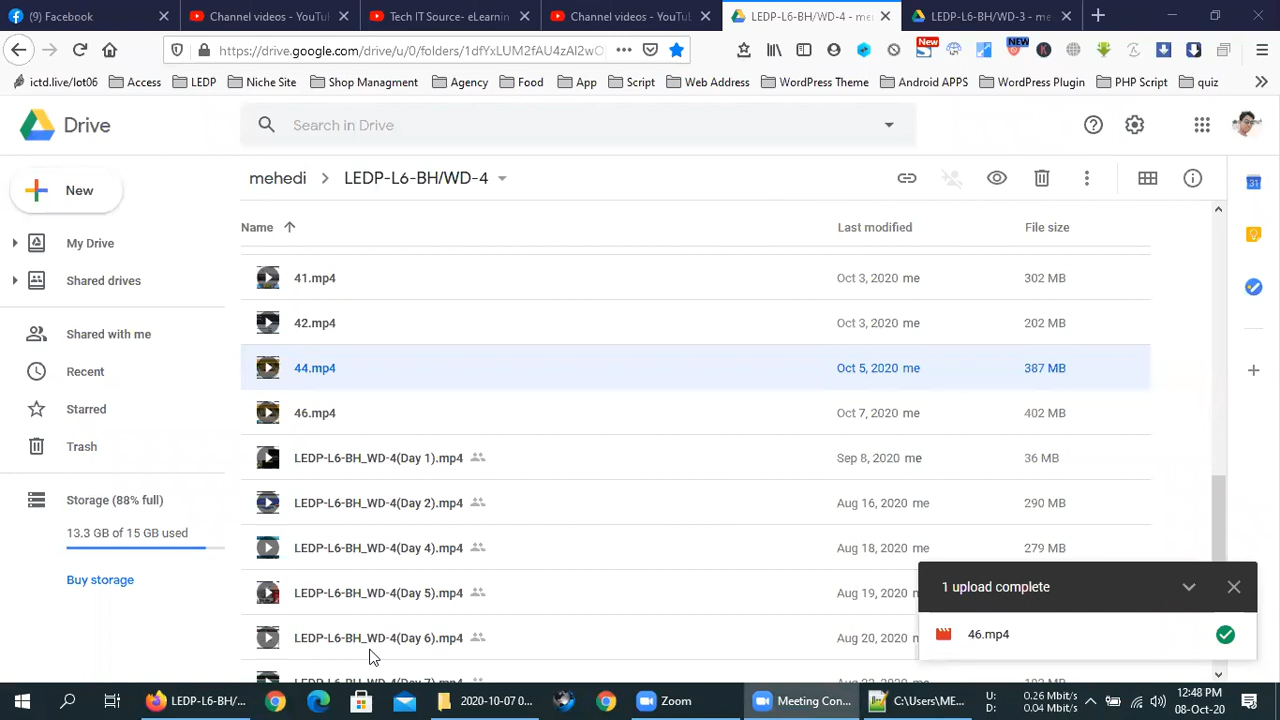 (0) Facebook
Channel videos - YouTu
Tech IT Source- eLearnin
Channel videos - YouTu
LEDP-L6-BH/WD-4 - me
LEDP-L6-BH/WD-3 - me
https://drive.google.com/drive/u/0/folders/1dfYxLUM2fAU4zAI2wO
New
NEW
ictd.live/lot06
Access
LEDP
Niche Site
Shop Managment
Agency
Food
App
Script
Web Address
WordPress Theme
Android APPS
WordPress Plugin
PHP Script
quiz
Drive
Search in Drive
New
mehedi > LEDP-L6-BH/WD-4
My Drive
Shared drives
Shared with me
Recent
Starred
Trash
Storage (88% full)
13.3 GB of 15 GB used
Buy storage
Name Last modified File size
41.mp4 Oct 3, 2020 me 302 MB
42.mp4 Oct 3, 2020 me 202 MB
44.mp4 Oct 5, 2020 me 387 MB
46.mp4 Oct 7, 2020 me 402 MB
LEDP-L6-BH_WD-4(Day 1).mp4 Sep 8, 2020 me 36 MB
LEDP-L6-BH_WD-4(Day 2).mp4 Aug 16, 2020 me 290 MB
LEDP-L6-BH_WD-4(Day 4).mp4 Aug 18, 2020 me 279 MB
LEDP-L6-BH_WD-4(Day 5).mp4 Aug 19, 2020
LEDP-L6-BH_WD-4(Day 6).mp4 Aug 20, 2020
1 upload complete
46.mp4
LEDP-L6-BH/...
2020-10-07 0...
Zoom
Meeting Con...
C:\Users\ME...
U: 0.26 Mbit/s
D: 0.04 Mbit/s
12:48 PM
08-Oct-20